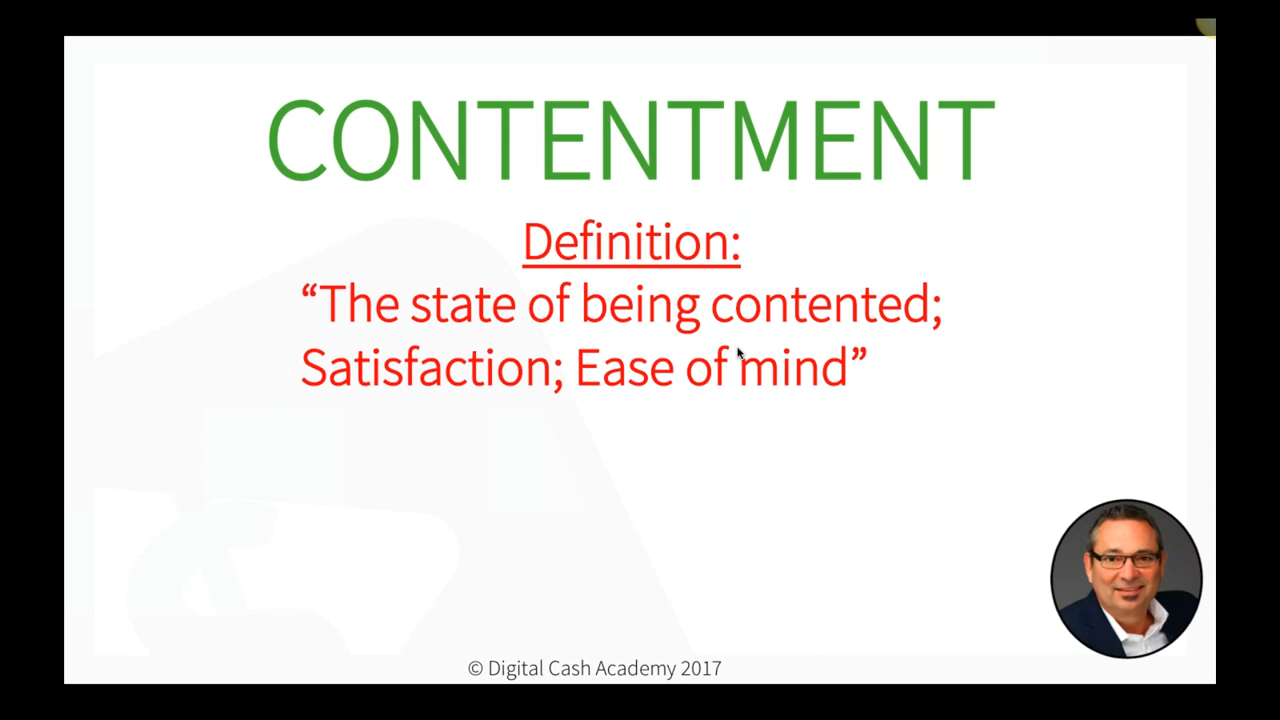 CONTENTMENT
Definition:
“The state of being contented;
Satisfaction; Ease of mind”
© Digital Cash Academy 2017